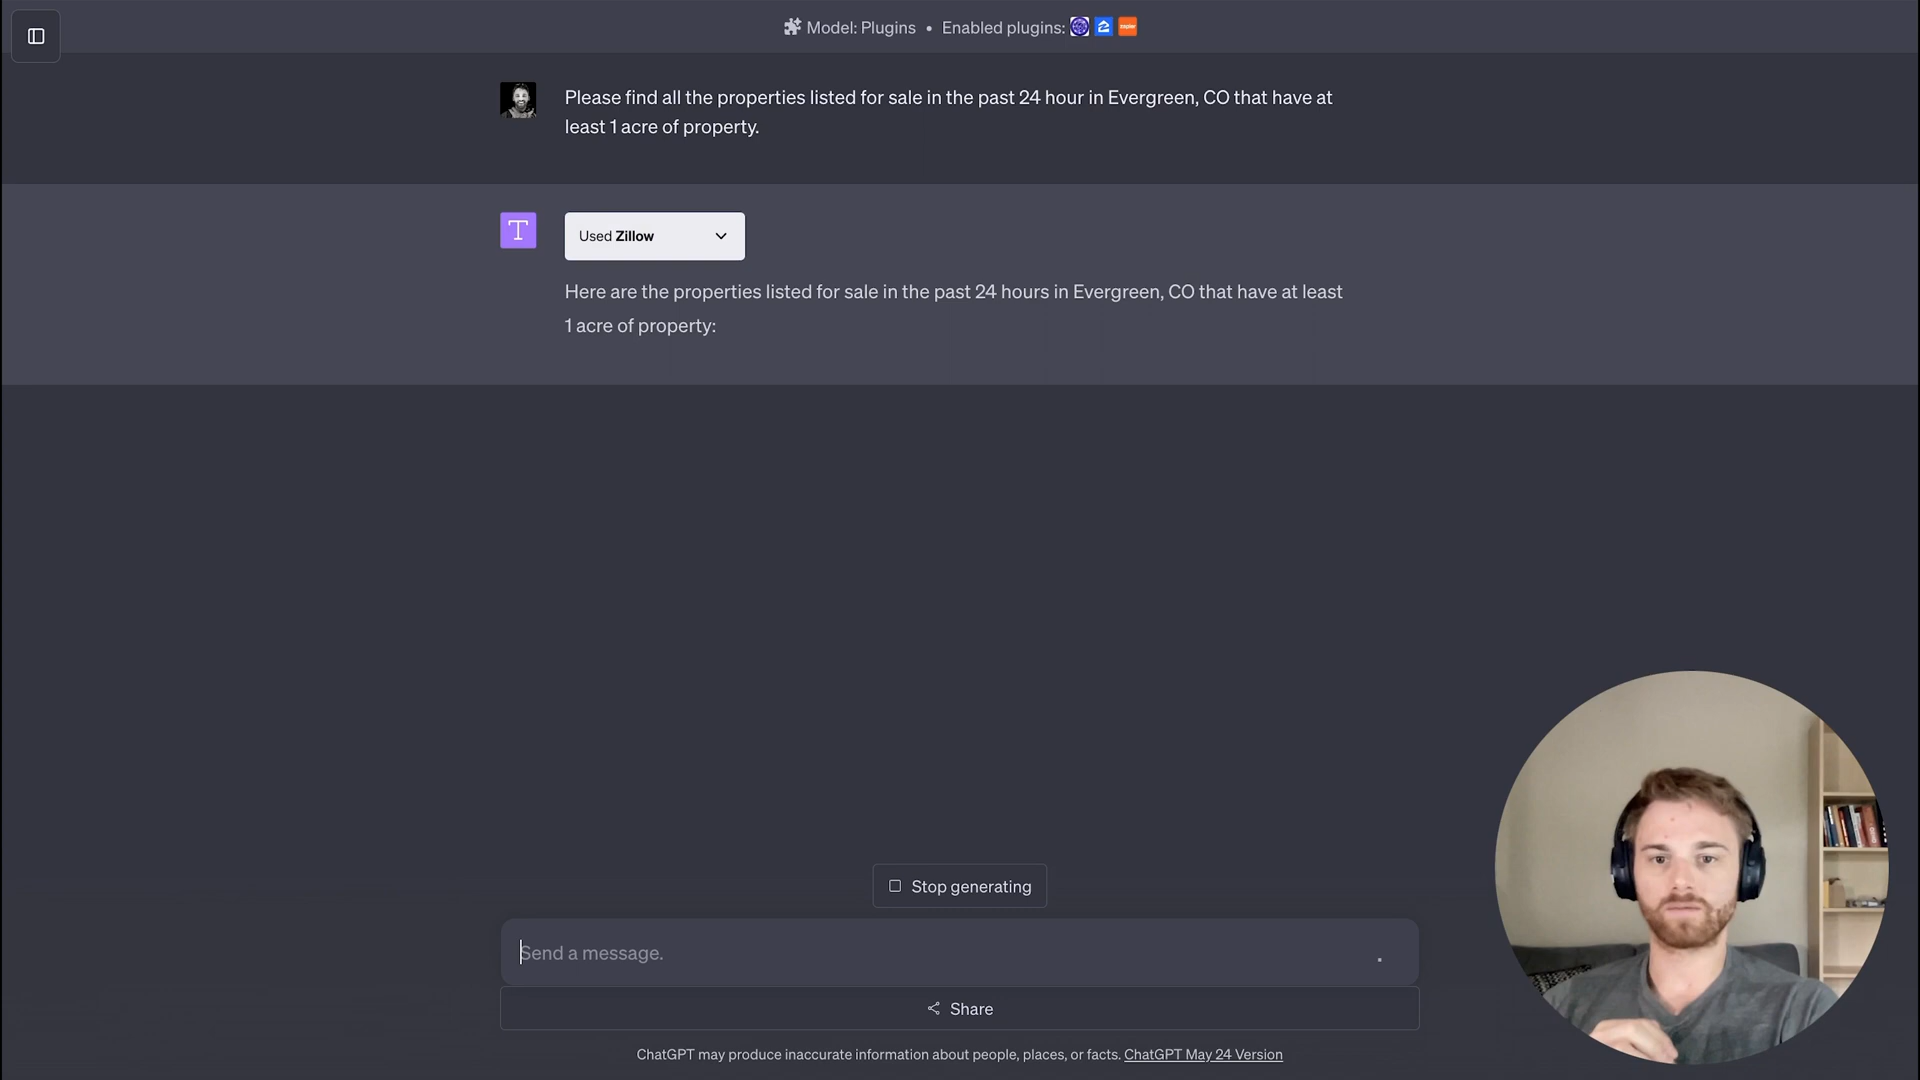 Model: Plugins • Enabled plugins:
Please find all the properties listed for sale in the past 24 hour in Evergreen, CO that have at
least 1 acre of property.
T
Used Zillow
Here are the properties listed for sale in the past 24 hours in Evergreen, CO that have at least
1 acre of property:
Stop generating
Send a message.
Share
ChatGPT may produce inaccurate information about people, places, or facts. ChatGPT May 24 Version